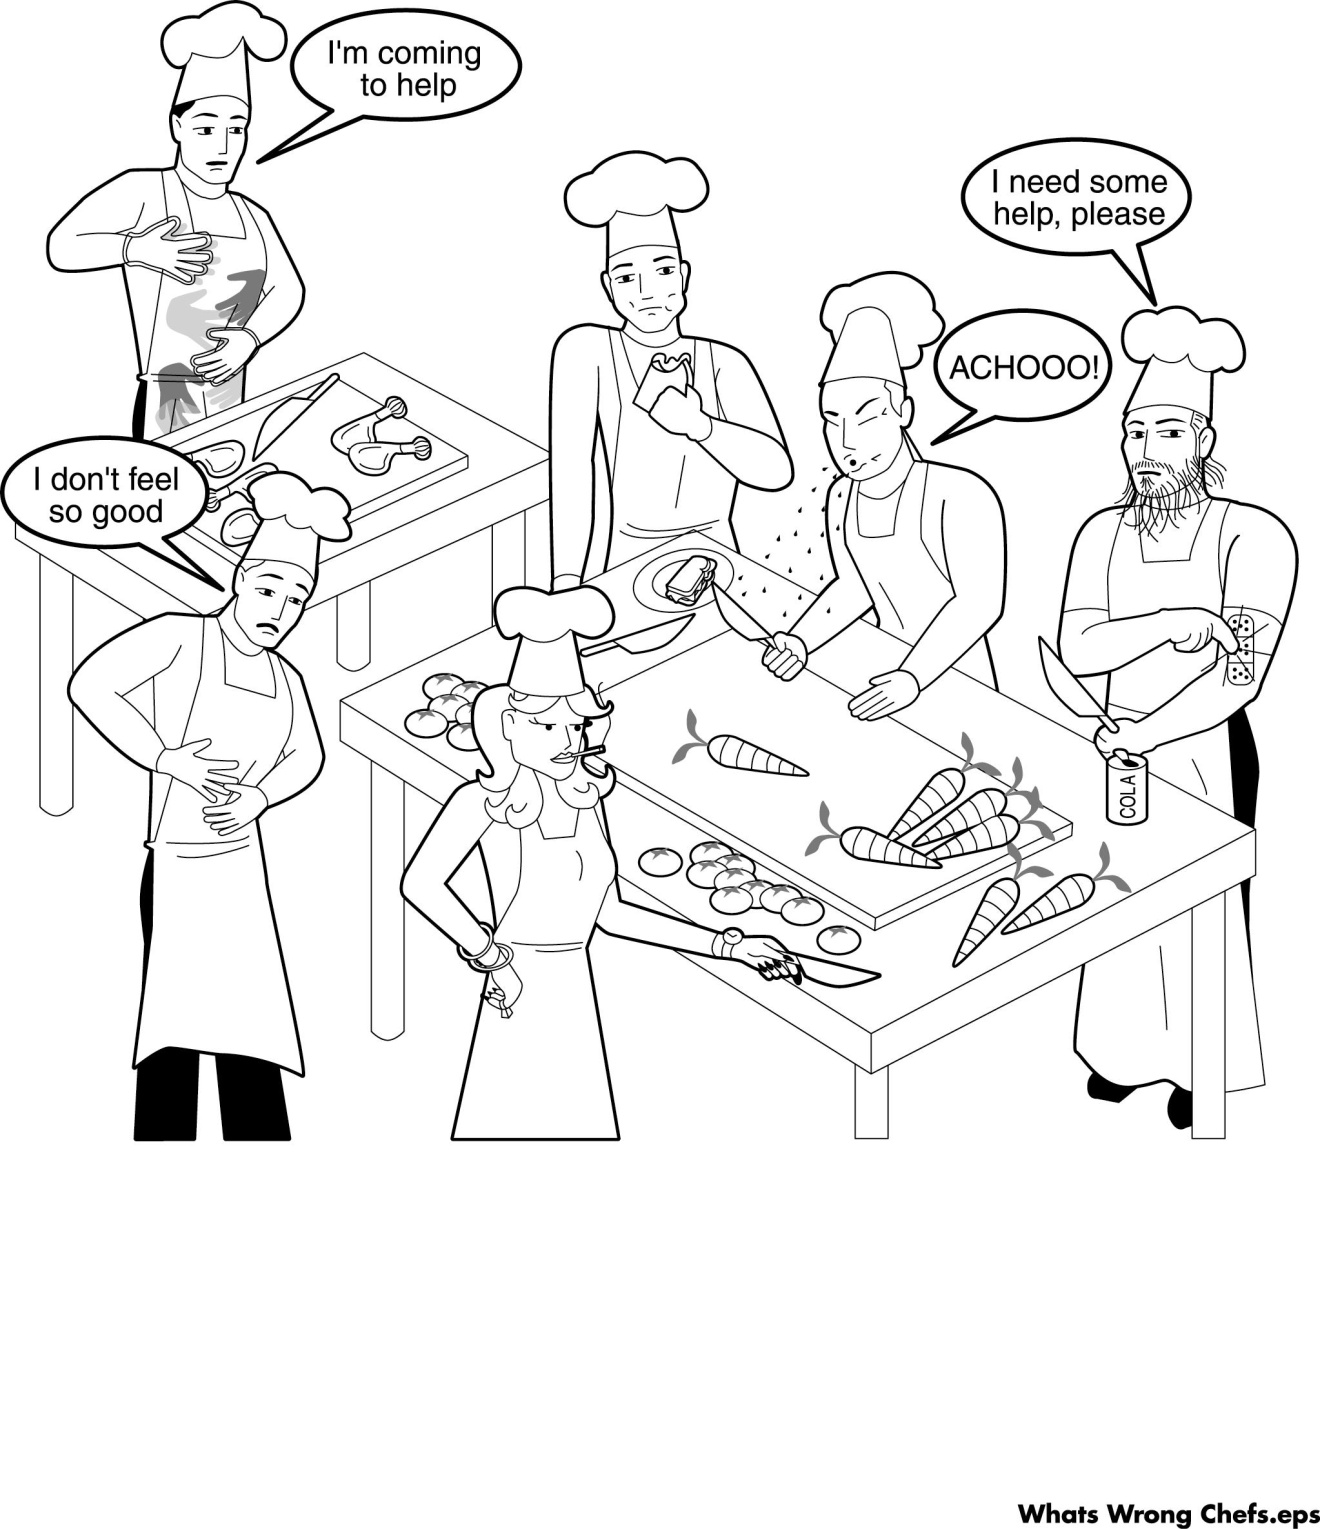 I'm coming
to help
I need some
help, please
ACHOOO!
I don't feel
so good
COLA
Whats Wrong Chefs.eps